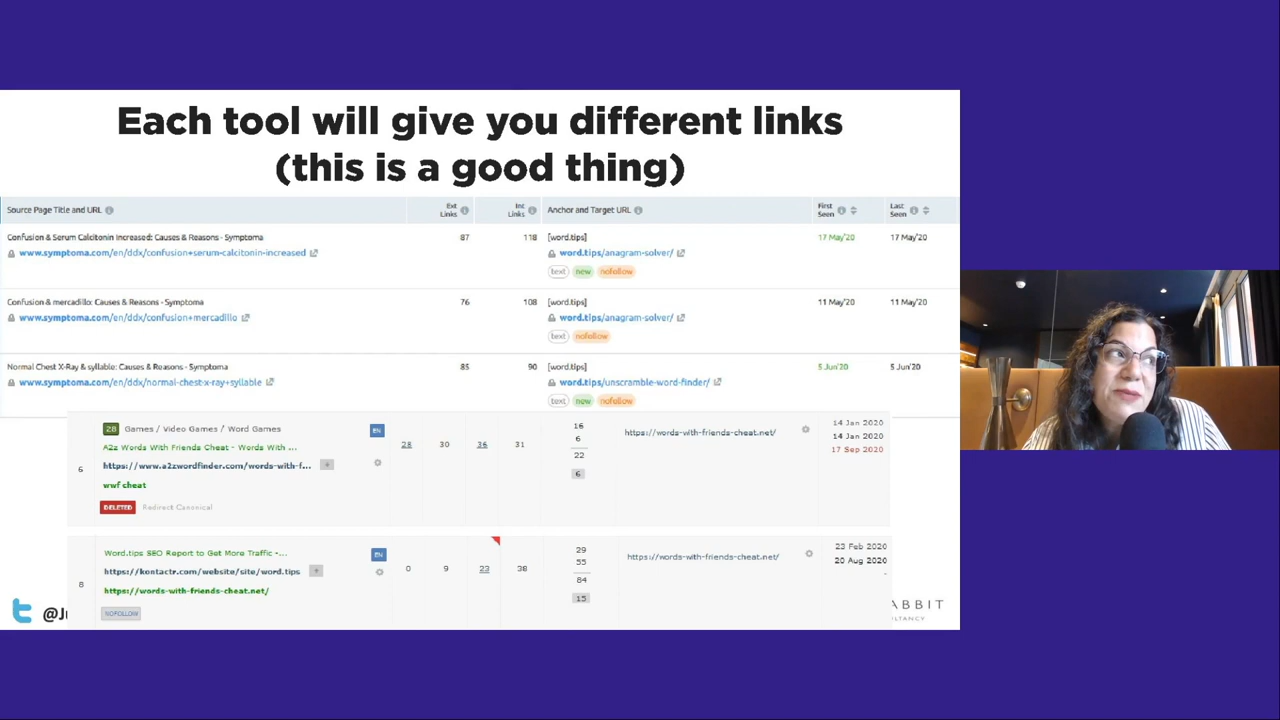 Each tool will give you different links
(this is a good thing)
Source Page Title and URL Ext Links Int Links Anchor and Target URL First Seen Last Seen
Confusion & Serum Calcitonin Increased: Causes & Reasons - Symptoma 87 118 [word.tips] 17 May'20 17 May'20
www.symptoma.com/en/ddx/confusion+serum-calcitonin-increased word.tips/anagram-solver/
text new nofollow
Confusion & mercadillo: Causes & Reasons - Symptoma 76 108 [word.tips] 11 May'20 11 May'20
www.symptoma.com/en/ddx/confusion+mercadillo word.tips/anagram-solver/
text nofollow
Normal Chest X-Ray & syllable: Causes & Reasons - Symptoma 85 90 [word.tips] 5 Jun'20 5 Jun'20
www.symptoma.com/en/ddx/normal-chest-x-ray+syllable word.tips/unscramble-word-finder/
text new nofollow
6
28 Games / Video Games / Word Games EN
A2z Words With Friends Cheat - Words With ...
https://www.a2zwordfinder.com/words-with-f... +
wwf cheat
DELETED Redirect Canonical
28 30 36 31
16
6
22
6
https://words-with-friends-cheat.net/
14 Jan 2020
14 Jan 2020
17 Sep 2020
8
Word.tips SEO Report to Get More Traffic -... EN
https://kontactr.com/website/site/word.tips +
https://words-with-friends-cheat.net/
NOFOLLOW
0 9 23 38
29
55
84
15
https://words-with-friends-cheat.net/
23 Feb 2020
20 Aug 2020
-